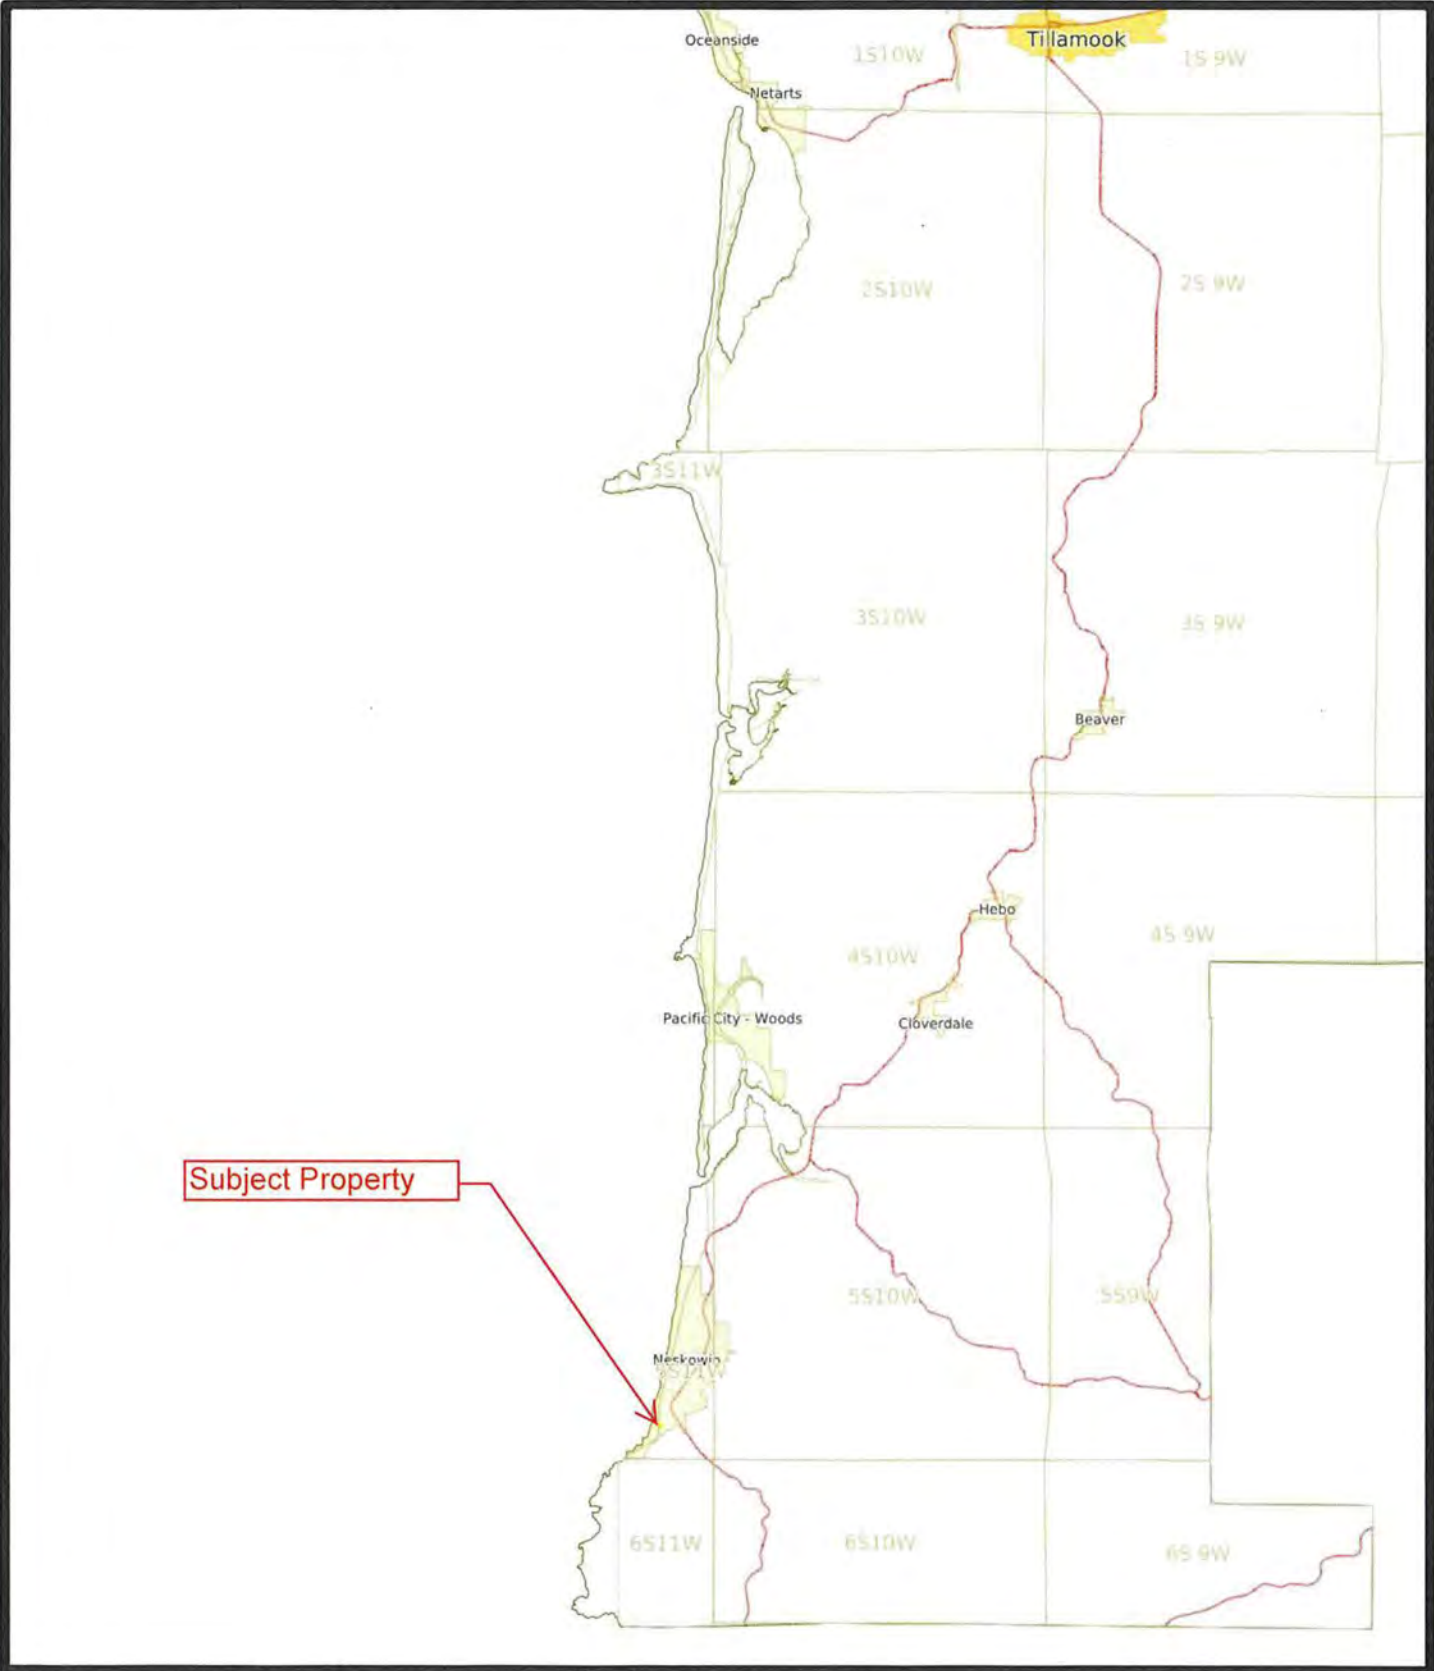 Oceanside
1S10W
Tillamook
1S 9W
Netarts
2S10W
2S 9W
3S11W
3S10W
3S 9W
Beaver
Hebo
4S10W
4S 9W
Pacific City - Woods
Cloverdale
Subject Property
5S10W
5S9W
Neskowin
5S11W
6S11W
6S10W
6S 9W